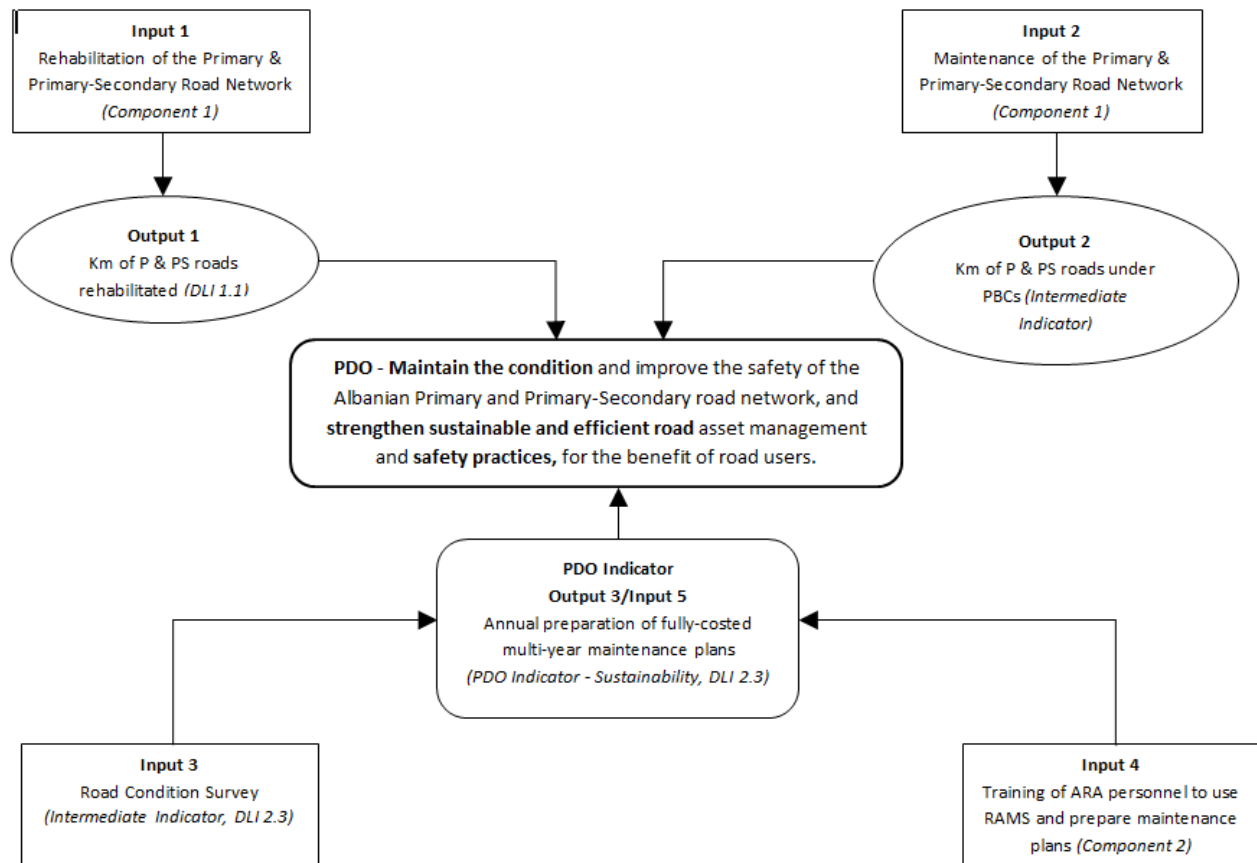 Input 1
Rehabilitation of the Primary &
Primary-Secondary Road Network
(Component 1)
Input 2
Maintenance of the Primary &
Primary-Secondary Road Network
(Component 1)
Output 1
Km of P & PS roads
rehabilitated (DLI 1.1)
Output 2
Km of P & PS roads under
PBCs (Intermediate
Indicator)
PDO - Maintain the condition and improve the safety of the
Albanian Primary and Primary-Secondary road network, and
strengthen sustainable and efficient road asset management
and safety practices, for the benefit of road users.
PDO Indicator
Output 3/Input 5
Annual preparation of fully-costed
multi-year maintenance plans
(PDO Indicator - Sustainability, DLI 2.3)
Input 3
Road Condition Survey
(Intermediate Indicator, DLI 2.3)
Input 4
Training of ARA personnel to use
RAMS and prepare maintenance
plans (Component 2)